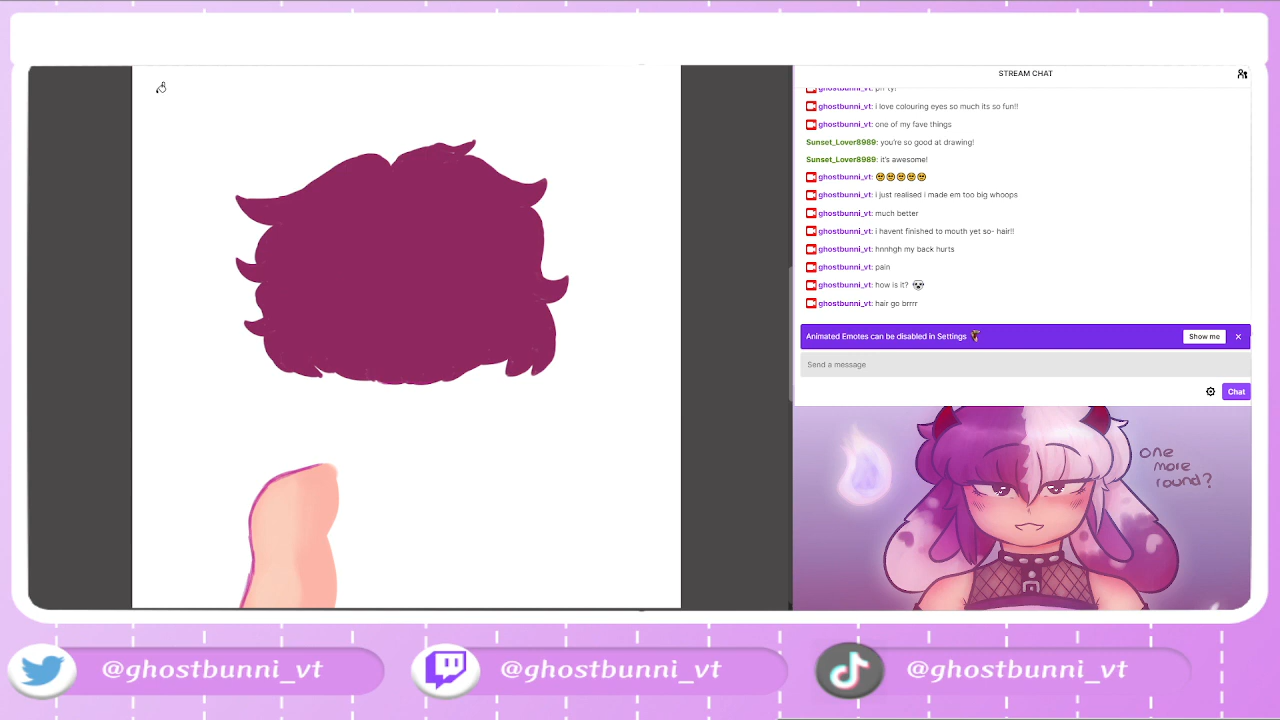 STREAM CHAT
ghostbunni_vt: i love colouring eyes so much its so fun!!
ghostbunni_vt: one of my fave things
Sunset_Lover8989: you're so good at drawing!
Sunset_Lover8989: it's awesome!
ghostbunni_vt:
ghostbunni_vt: i just realised i made em too big whoops
ghostbunni_vt: much better
ghostbunni_vt: i havent finished to mouth yet so- hair!!
ghostbunni_vt: hnnhgh my back hurts
ghostbunni_vt: pain
ghostbunni_vt: how is it?
ghostbunni_vt: hair go brrrr
Animated Emotes can be disabled in Settings
Show me
Send a message
Chat
one
more
round?
@ghostbunni_vt
@ghostbunni_vt
@ghostbunni_vt